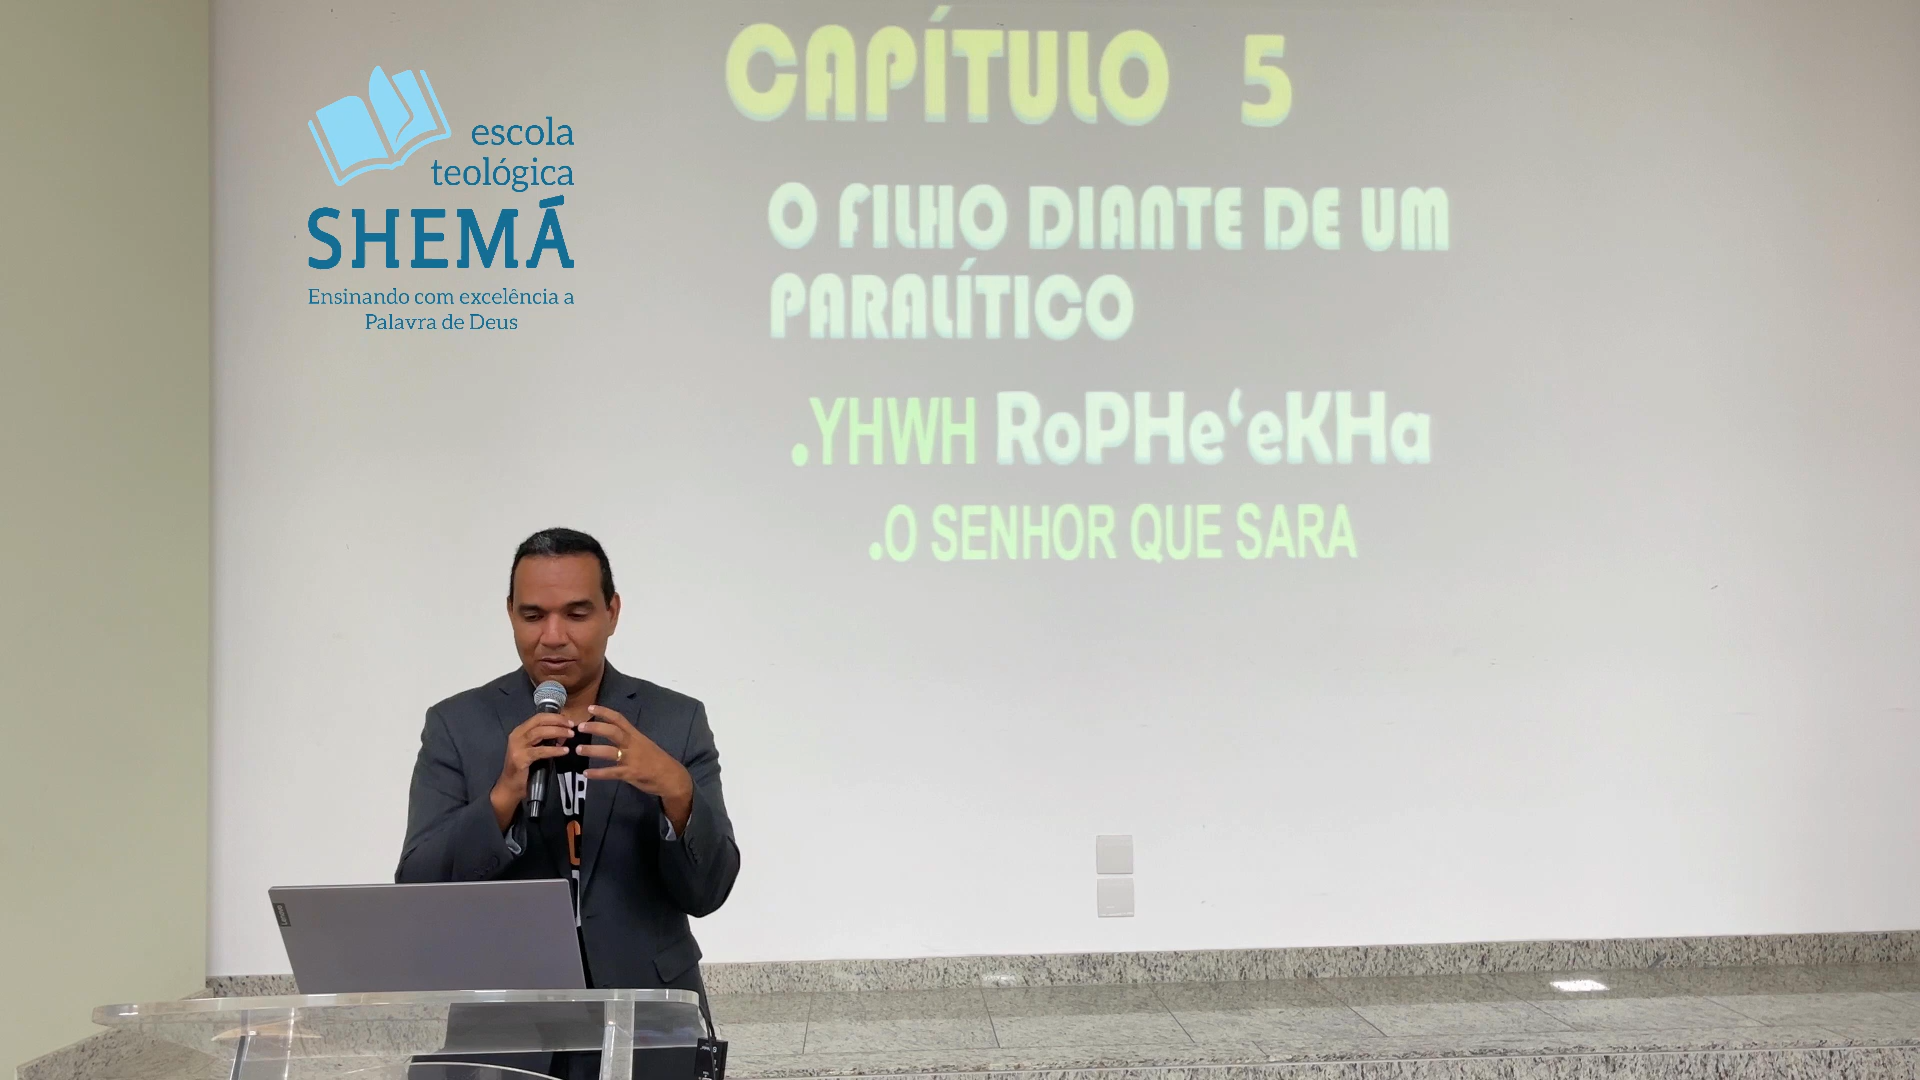 escola
teológica
SHEMÁ
Ensinando com excelência a
Palavra de Deus
CAPÍTULO 5
O FILHO DIANTE DE UM
PARALÍTICO
.YHWH RoPHe‘eKHa
.O SENHOR QUE SARA
Lenovo